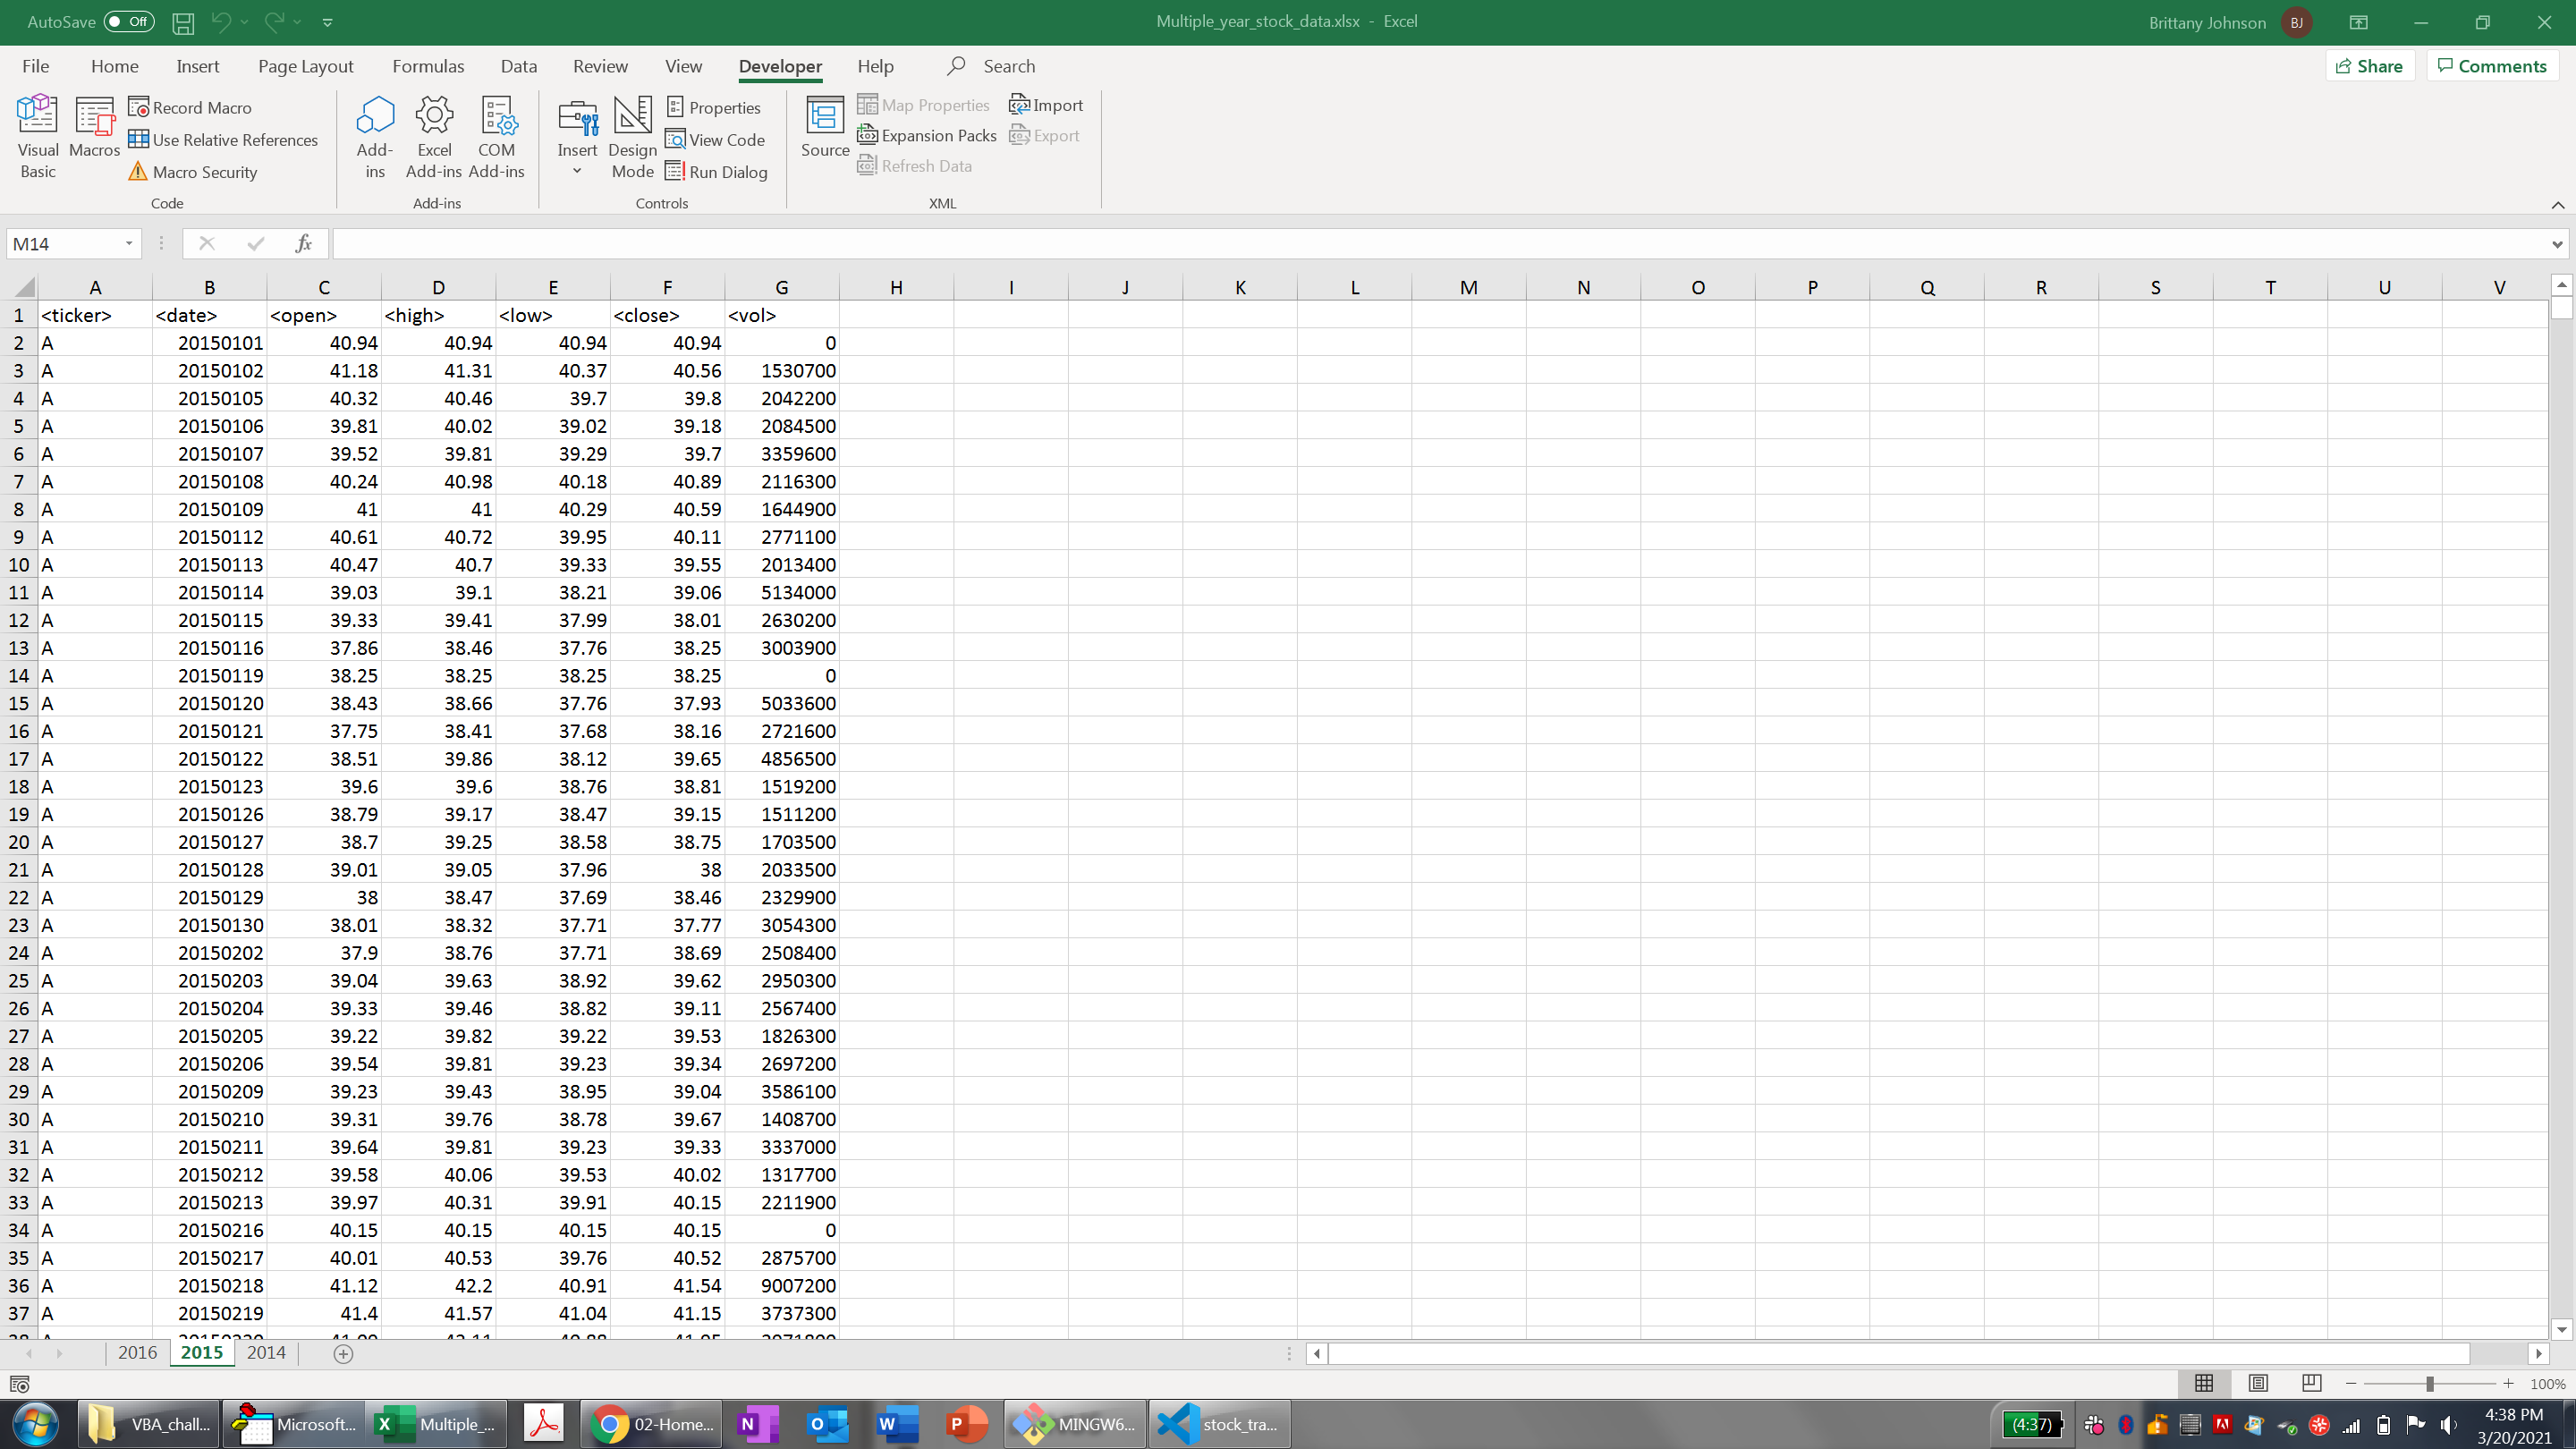 AutoSave Off Multiple_year_stock_data.xlsx - Excel Brittany Johnson BJ
File Home Insert Page Layout Formulas Data Review View Developer Help Search Share Comments
Record Macro Properties Map Properties Import
Use Relative References View Code Expansion Packs Export
Macro Security Run Dialog Refresh Data
Visual Basic Macros Add-ins Excel Add-ins COM Add-ins Insert Design Mode Source
Code Add-ins Controls XML
M14 fx
A B C D E F G H I J K L M N O P Q R S T U V
1 <ticker> <date> <open> <high> <low> <close> <vol>
2 A 20150101 40.94 40.94 40.94 40.94 0
3 A 20150102 41.18 41.31 40.37 40.56 1530700
4 A 20150105 40.32 40.46 39.7 39.8 2042200
5 A 20150106 39.81 40.02 39.02 39.18 2084500
6 A 20150107 39.52 39.81 39.29 39.7 3359600
7 A 20150108 40.24 40.98 40.18 40.89 2116300
8 A 20150109 41 41 40.29 40.59 1644900
9 A 20150112 40.61 40.72 39.95 40.11 2771100
10 A 20150113 40.47 40.7 39.33 39.55 2013400
11 A 20150114 39.03 39.1 38.21 39.06 5134000
12 A 20150115 39.33 39.41 37.99 38.01 2630200
13 A 20150116 37.86 38.46 37.76 38.25 3003900
14 A 20150119 38.25 38.25 38.25 38.25 0
15 A 20150120 38.43 38.66 37.76 37.93 5033600
16 A 20150121 37.75 38.41 37.68 38.16 2721600
17 A 20150122 38.51 39.86 38.12 39.65 4856500
18 A 20150123 39.6 39.6 38.76 38.81 1519200
19 A 20150126 38.79 39.17 38.47 39.15 1511200
20 A 20150127 38.7 39.25 38.58 38.75 1703500
21 A 20150128 39.01 39.05 37.96 38 2033500
22 A 20150129 38 38.47 37.69 38.46 2329900
23 A 20150130 38.01 38.32 37.71 37.77 3054300
24 A 20150202 37.9 38.76 37.71 38.69 2508400
25 A 20150203 39.04 39.63 38.92 39.62 2950300
26 A 20150204 39.33 39.46 38.82 39.11 2567400
27 A 20150205 39.22 39.82 39.22 39.53 1826300
28 A 20150206 39.54 39.81 39.23 39.34 2697200
29 A 20150209 39.23 39.43 38.95 39.04 3586100
30 A 20150210 39.31 39.76 38.78 39.67 1408700
31 A 20150211 39.64 39.81 39.23 39.33 3337000
32 A 20150212 39.58 40.06 39.53 40.02 1317700
33 A 20150213 39.97 40.31 39.91 40.15 2211900
34 A 20150216 40.15 40.15 40.15 40.15 0
35 A 20150217 40.01 40.53 39.76 40.52 2875700
36 A 20150218 41.12 42.2 40.91 41.54 9007200
37 A 20150219 41.4 41.57 41.04 41.15 3737300
2016 2015 2014
100%
VBA_chall... Microsoft... Multiple_... 02-Home... MINGW6... stock_tra... (4:37) 4:38 PM
3/20/2021